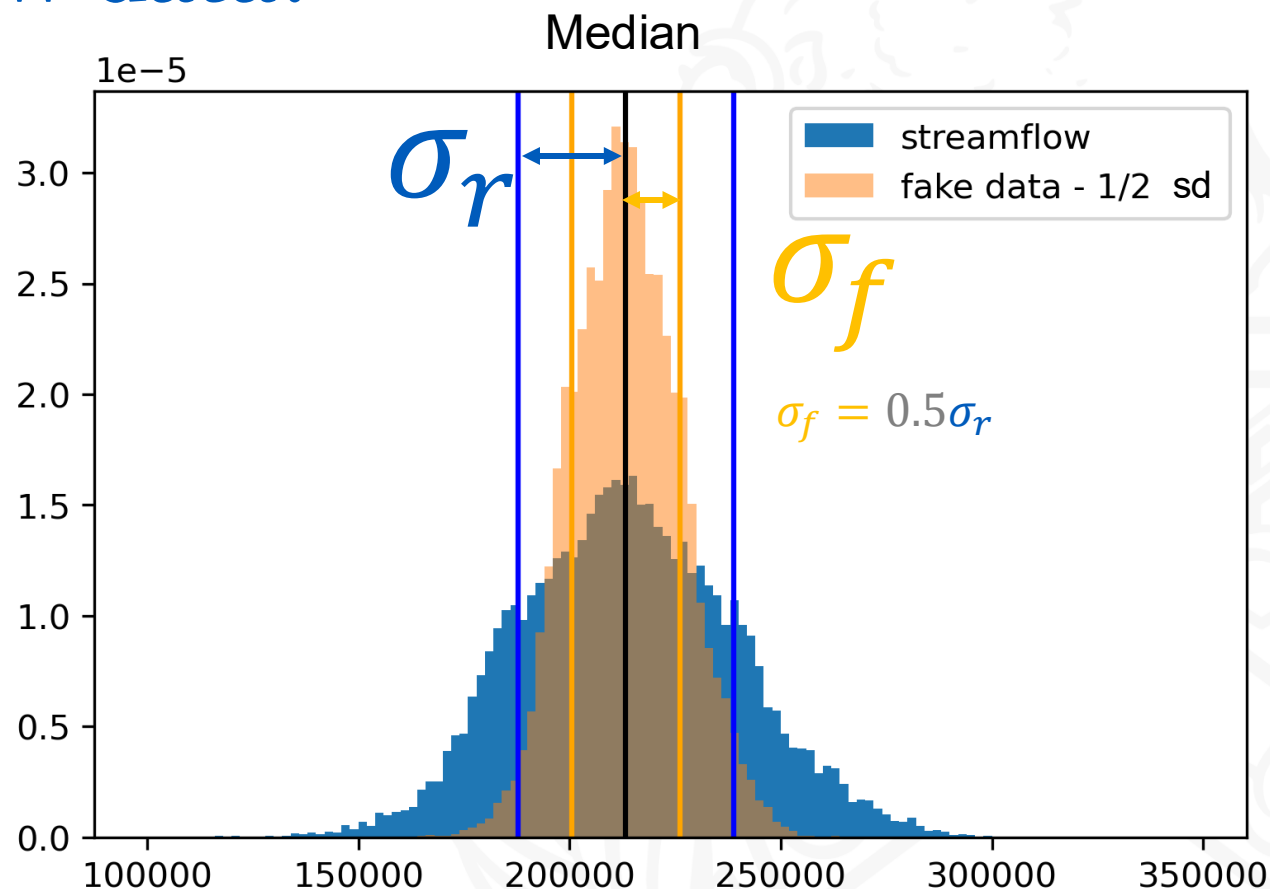 Median
1e−5
σr
streamflow
fake data - 1/2 sd
σf
σf = 0.5σr
3.0
2.5
2.0
1.5
1.0
0.5
0.0
100000 150000 200000 250000 300000 350000